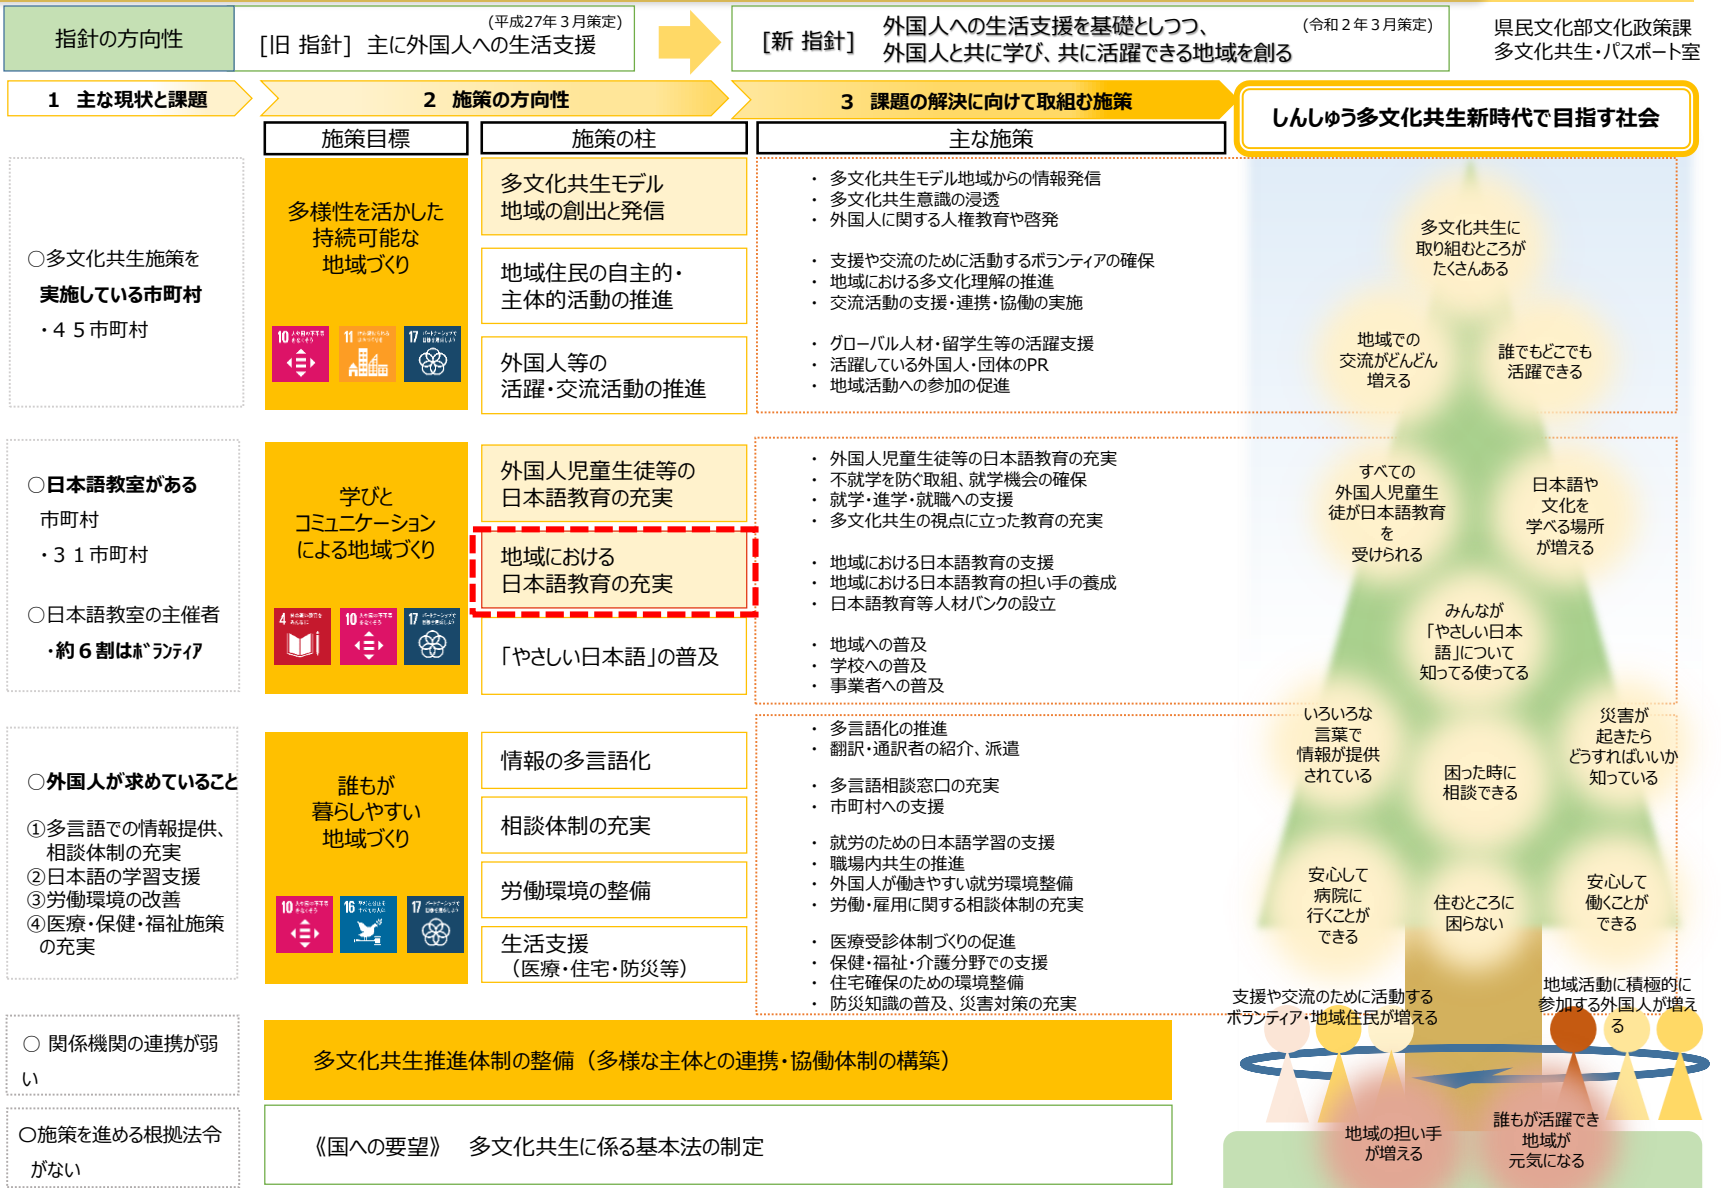 指針の方向性
(平成27年3月策定)
[旧 指針] 主に外国人への生活支援
[新 指針]
外国人への生活支援を基礎としつつ、
外国人と共に学び、共に活躍できる地域を創る
(令和2年3月策定)
県民文化部文化政策課
多文化共生・パスポート室
1 主な現状と課題
2 施策の方向性
3 課題の解決に向けて取組む施策
しんしゅう多文化共生新時代で目指す社会
施策目標
施策の柱
主な施策
○多文化共生施策を
実施している市町村
・45市町村
多様性を活かした
持続可能な
地域づくり
10
11
17
多文化共生モデル
地域の創出と発信
地域住民の自主的・
主体的活動の推進
外国人等の
活躍・交流活動の推進
・ 多文化共生モデル地域からの情報発信
・ 多文化共生意識の浸透
・ 外国人に関する人権教育や啓発
・ 支援や交流のために活動するボランティアの確保
・ 地域における多文化理解の推進
・ 交流活動の支援・連携・協働の実施
・ グローバル人材・留学生等の活躍支援
・ 活躍している外国人・団体のPR
・ 地域活動への参加の促進
多文化共生に
取り組むところが
たくさんある
地域での
交流がどんどん
増える
誰でもどこでも
活躍できる
○日本語教室がある
市町村
・31市町村
○日本語教室の主催者
・約6割はボランティア
学びと
コミュニケーション
による地域づくり
4
10
17
外国人児童生徒等の
日本語教育の充実
地域における
日本語教育の充実
「やさしい日本語」の普及
・ 外国人児童生徒等の日本語教育の充実
・ 不就学を防ぐ取組、就学機会の確保
・ 就学・進学・就職への支援
・ 多文化共生の視点に立った教育の充実
・ 地域における日本語教育の支援
・ 地域における日本語教育の担い手の養成
・ 日本語教育等人材バンクの設立
・ 地域への普及
・ 学校への普及
・ 事業者への普及
すべての
外国人児童生
徒が日本語教育
を
受けられる
日本語や
文化を
学べる場所
が増える
みんなが
「やさしい日本
語」について
知ってる使ってる
○外国人が求めていること
①多言語での情報提供、
相談体制の充実
②日本語の学習支援
③労働環境の改善
④医療・保健・福祉施策
の充実
誰もが
暮らしやすい
地域づくり
10
16
17
情報の多言語化
相談体制の充実
労働環境の整備
生活支援
（医療・住宅・防災等）
・ 多言語化の推進
・ 翻訳・通訳者の紹介、派遣
・ 多言語相談窓口の充実
・ 市町村への支援
・ 就労のための日本語学習の支援
・ 職場内共生の推進
・ 外国人が働きやすい就労環境整備
・ 労働・雇用に関する相談体制の充実
・ 医療受診体制づくりの促進
・ 保健・福祉・介護分野での支援
・ 住宅確保のための環境整備
・ 防災知識の普及、災害対策の充実
いろいろな
言葉で
情報が提供
されている
困った時に
相談できる
災害が
起きたら
どうすればいいか
知っている
安心して
病院に
行くことが
できる
住むところに
困らない
安心して
働くことが
できる
支援や交流のために活動する
ボランティア・地域住民が増える
地域活動に積極的に
参加する外国人が増え
る
○ 関係機関の連携が弱
い
多文化共生推進体制の整備（多様な主体との連携・協働体制の構築）
○施策を進める根拠法令
がない
《国への要望》 多文化共生に係る基本法の制定
地域の担い手
が増える
誰もが活躍でき
地域が
元気になる